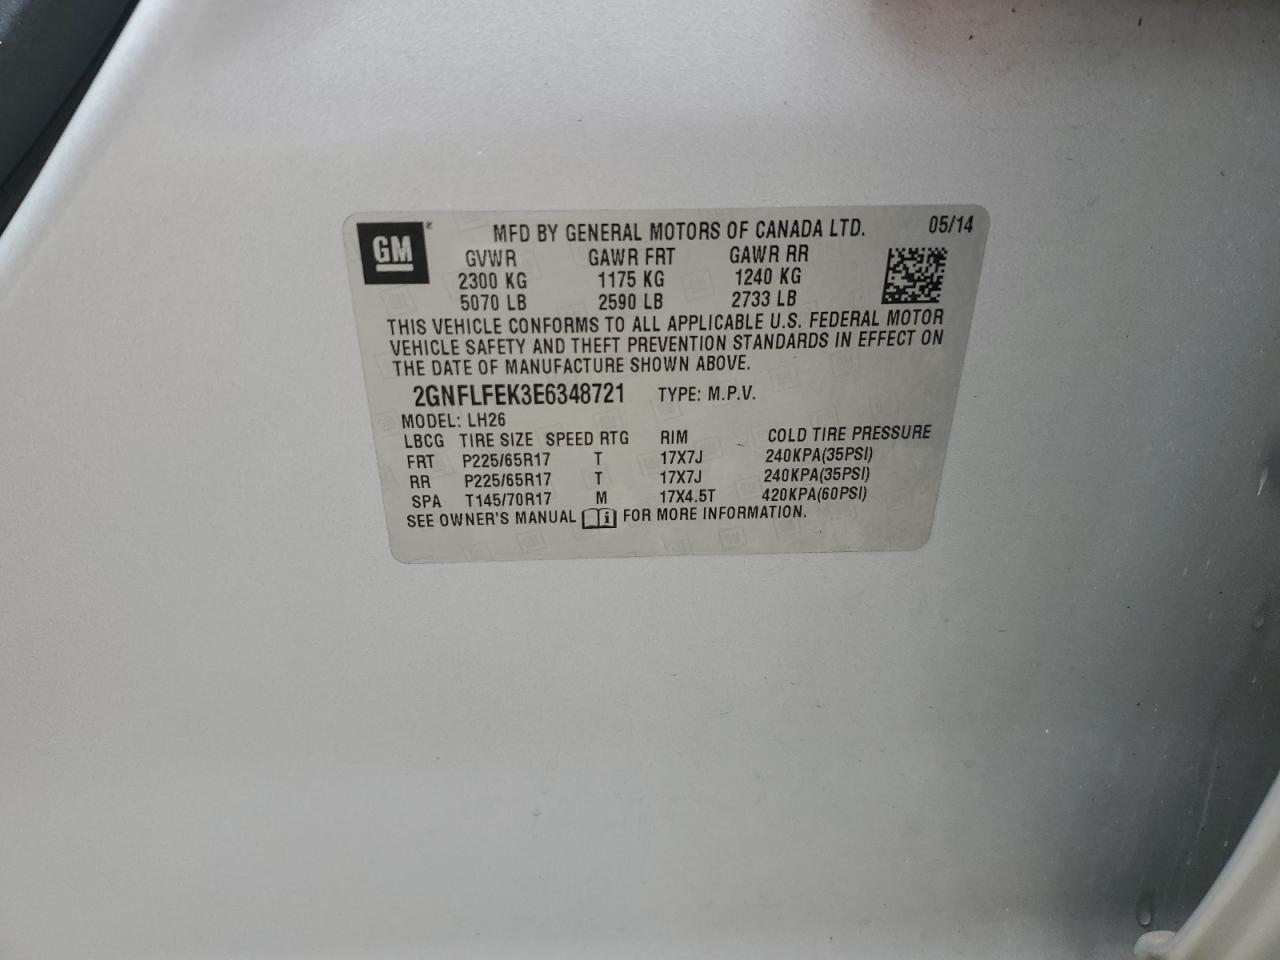 GM
MFD BY GENERAL MOTORS OF CANADA LTD. 05/14
GVWR GAWR FRT GAWR RR
2300 KG 1175 KG 1240 KG
5070 LB 2590 LB 2733 LB
THIS VEHICLE CONFORMS TO ALL APPLICABLE U.S. FEDERAL MOTOR
VEHICLE SAFETY AND THEFT PREVENTION STANDARDS IN EFFECT ON
THE DATE OF MANUFACTURE SHOWN ABOVE.
2GNFLFEK3E6348721 TYPE: M.P.V.
MODEL: LH26
LBCG TIRE SIZE SPEED RTG RIM COLD TIRE PRESSURE
FRT P225/65R17 T 17X7J 240KPA(35PSI)
RR P225/65R17 T 17X7J 240KPA(35PSI)
SPA T145/70R17 M 17X4.5T 420KPA(60PSI)
SEE OWNER'S MANUAL FOR MORE INFORMATION.